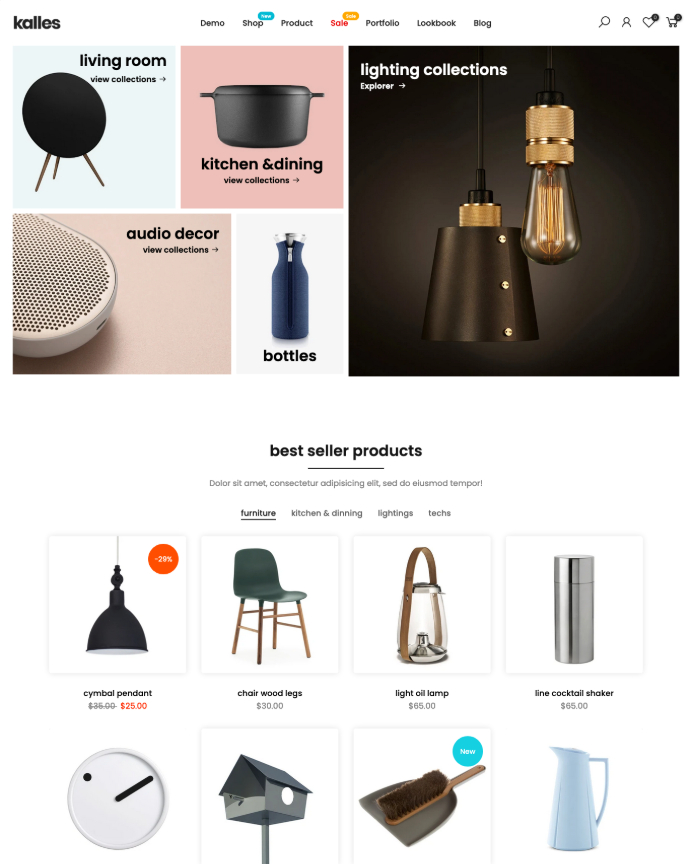 kalles
Demo
Shop
New
Product
Sale
Sale
Portfolio
Lookbook
Blog
0
0
living room
view collections →
kitchen &dining
view collections →
lighting collections
Explorer →
audio decor
view collections →
bottles
best seller products
Dolor sit amet, consectetur adipisicing elit, sed do eiusmod tempor!
furniture kitchen & dinning lightings techs
-29%
cymbal pendant
$35.00 $25.00
chair wood legs
$30.00
light oil lamp
$65.00
line cocktail shaker
$65.00
New